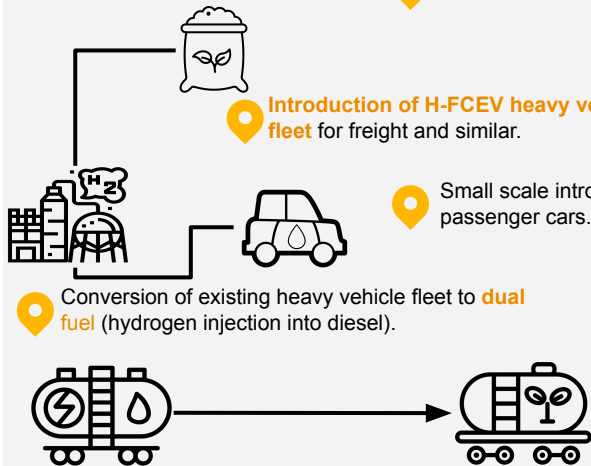 Introduction of H-FCEV heavy
fleet for freight and similar.
H2
Small scale
passenger cars.
Conversion of existing heavy vehicle fleet to dual
fuel (hydrogen injection into diesel).